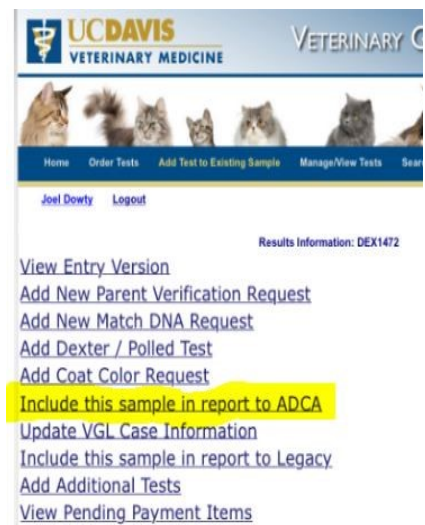 UCDAVIS
VETERINARY MEDICINE
VETERINARY
Home Order Tests Add Test to Existing Sample Manage/View Tests
Joel Dowty Logout
Results Information: DEX1472
View Entry Version
Add New Parent Verification Request
Add New Match DNA Request
Add Dexter / Polled Test
Add Coat Color Request
Include this sample in report to ADCA
Update VGL Case Information
Include this sample in report to Legacy
Add Additional Tests
View Pending Payment Items